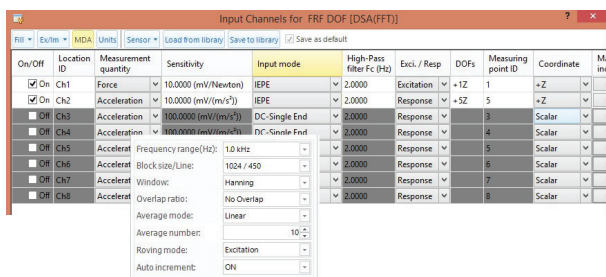 Input Channels for FRF DOF [DSA(FFT)]
Fill Ex/Im MDA Units Sensor Load from library Save to library Save as default
On/Off Location ID Measurement quantity Sensitivity Input mode High-Pass filter Fc (Hz) Exci. / Resp DOFs Measuring point ID Coordinate
On Ch1 Force 10.0000 (mV/Newton) IEPE 2.0000 Excitation +1Z 1 +Z
On Ch2 Acceleration 10.0000 (mV/(m/s²)) IEPE 2.0000 Response +5Z 5 +Z
Off Ch3 Acceleration 100.0000 (mV/(m/s²)) DC-Single End 2.0000 Response 3 Scalar
Off Ch4 Acceleration 100.0000 (mV/(m/s²)) DC-Single End 2.0000 Response 4 Scalar
Off Ch5 Accelerat 2.0000 Response 5 Scalar
Off Ch6 Accelerat 2.0000 Response 6 Scalar
Off Ch7 Accelerat 2.0000 Response 7 Scalar
Off Ch8 Accelerat 2.0000 Response 8 Scalar
Frequency range(Hz): 1.0 kHz
Block size/Line: 1024 / 450
Window: Hanning
Overlap ratio: No Overlap
Average mode: Linear
Average number: 10
Roving mode: Excitation
Auto increment: ON